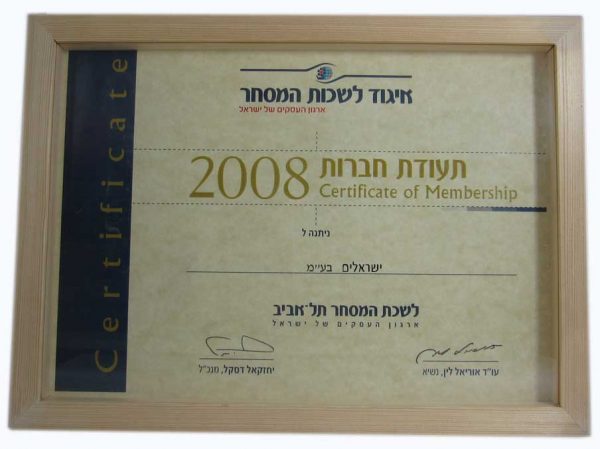 Certificate
איגוד לשכות המסחר
ארגון העסקים של ישראל
תעודת חברות
2008 Certificate of Membership
ניתנה ל
ישראלים בע״מ
לשכת המסחר תל-אביב
ארגון העסקים של ישראל
עו״ד אוריאל לין, נשיא
יחזקאל דסקל, מנכ״ל